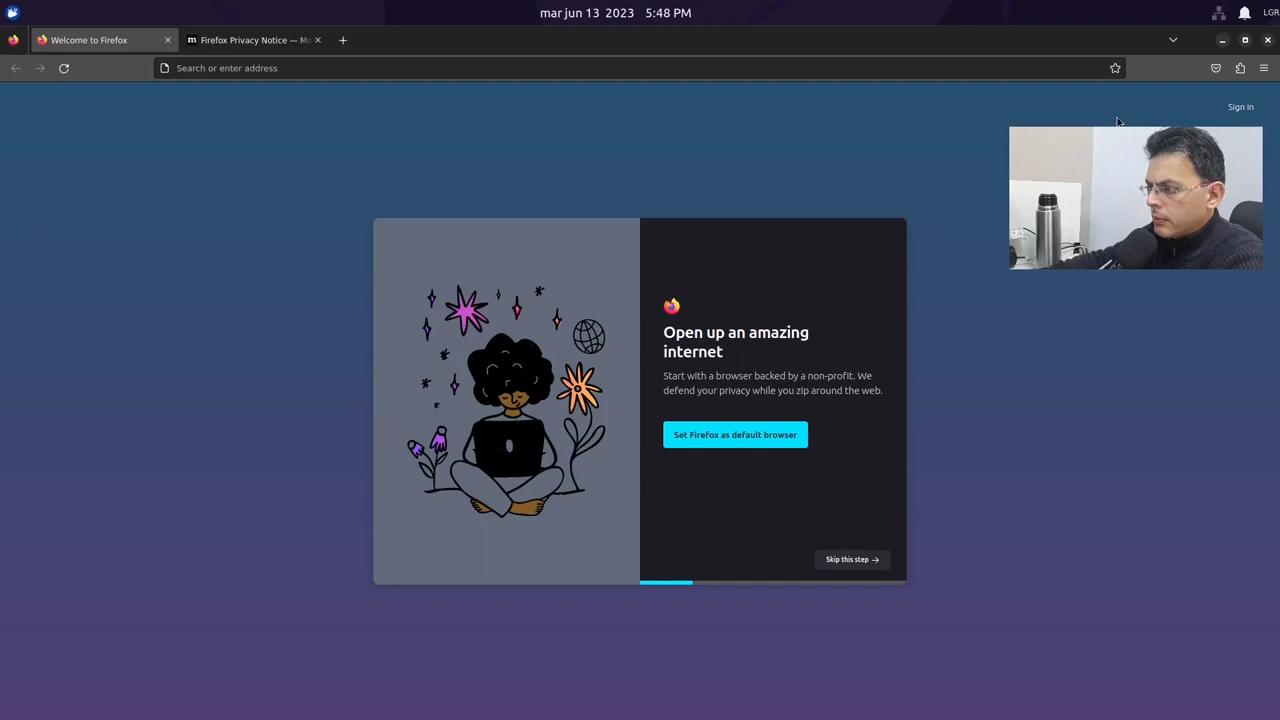 mar jun 13 2023 5:48 PM
LGR
Welcome to Firefox
Firefox Privacy Notice — Mo
Search or enter address
Sign in
Open up an amazing
internet
Start with a browser backed by a non-profit. We
defend your privacy while you zip around the web.
Set Firefox as default browser
Skip this step